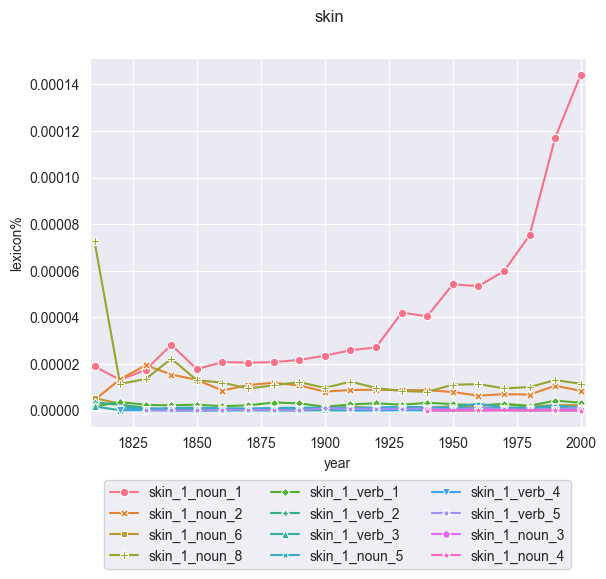 skin
0.00014
0.00012
0.00010
0.00008
0.00006
0.00004
0.00002
0.00000
lexicon%
1825 1850 1875 1900 1925 1950 1975 2000
year
skin_1_noun_1 skin_1_verb_1 skin_1_verb_4
skin_1_noun_2 skin_1_verb_2 skin_1_verb_5
skin_1_noun_6 skin_1_verb_3 skin_1_noun_3
skin_1_noun_8 skin_1_noun_5 skin_1_noun_4